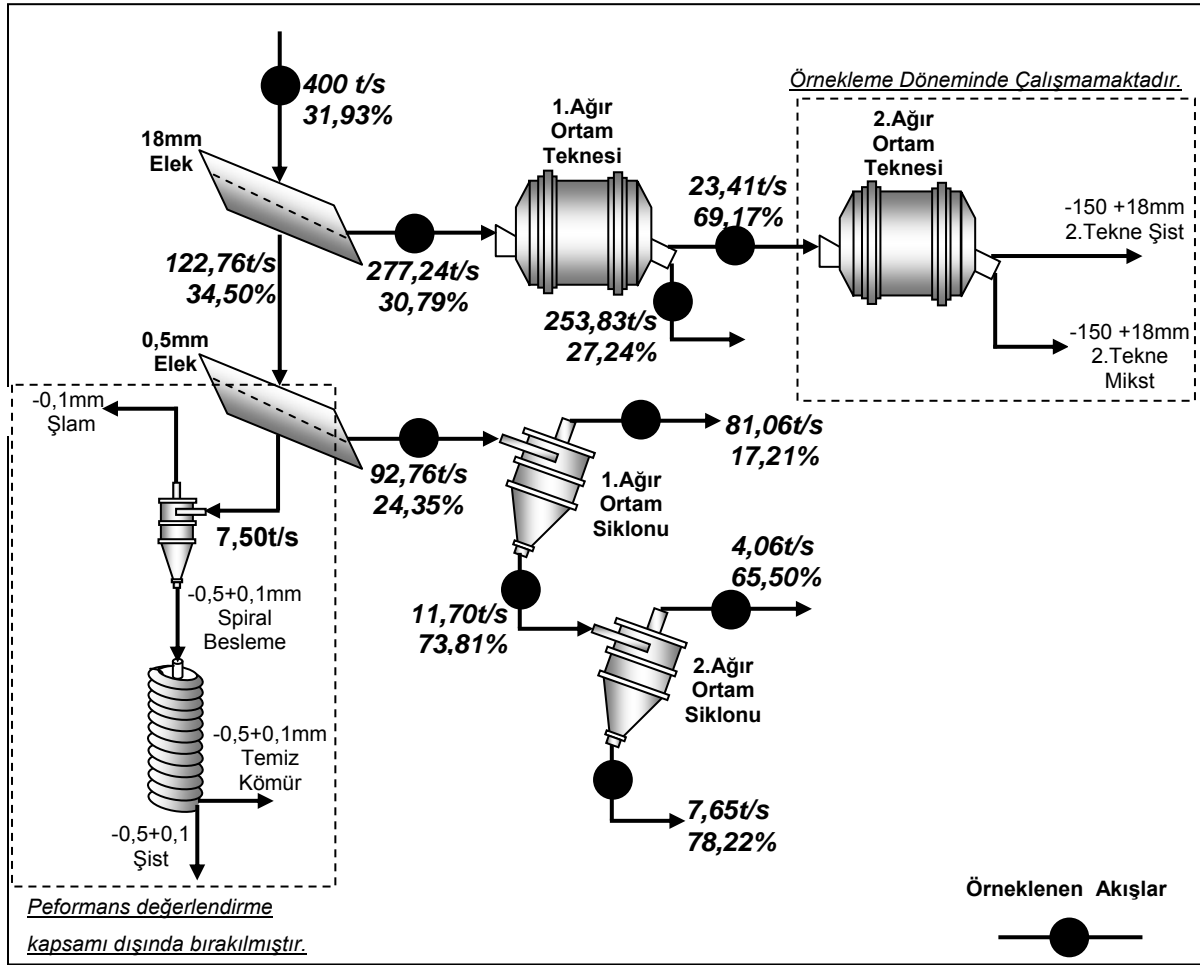 400 t/s
31,93%
Örnekleme Döneminde Çalışmamaktadır.
18mm
Elek
1.Ağır
Ortam
Teknesi
2.Ağır
Ortam
Teknesi
23,41t/s
69,17%
-150 +18mm
2.Tekne Şist
122,76t/s
34,50%
277,24t/s
30,79%
253,83t/s
27,24%
-150 +18mm
2.Tekne
Mikst
0,5mm
Elek
-0,1mm
Şlam
92,76t/s
24,35%
81,06t/s
17,21%
1.Ağır
Ortam
Siklonu
7,50t/s
4,06t/s
65,50%
-0,5+0,1mm
Spiral
Besleme
11,70t/s
73,81%
2.Ağır
Ortam
Siklonu
-0,5+0,1mm
Temiz
Kömür
7,65t/s
78,22%
-0,5+0,1
Şist
Peformans değerlendirme
kapsamı dışında bırakılmıştır.
Örneklenen Akışlar